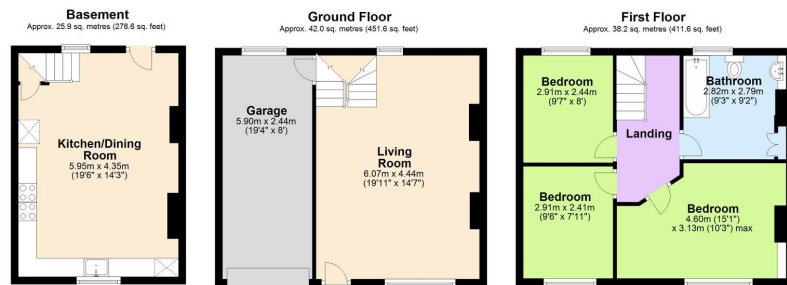 Basement
Approx. 25.9 sq. metres (278.6 sq. feet)
Kitchen/Dining
Room
5.95m x 4.35m
(19'6" x 14'3")
Ground Floor
Approx. 42.0 sq. metres (451.6 sq. feet)
Garage
5.90m x 2.44m
(19'4" x 8')
Living
Room
6.07m x 4.44m
(19'11" x 14'7")
First Floor
Approx. 38.2 sq. metres (411.6 sq. feet)
Bedroom
2.91m x 2.44m
(9'7" x 8')
Bathroom
2.82m x 2.79m
(9'3" x 9'2")
Landing
Bedroom
2.91m x 2.41m
(9'6" x 7'11")
Bedroom
4.60m (15'1")
x 3.13m (10'3") max